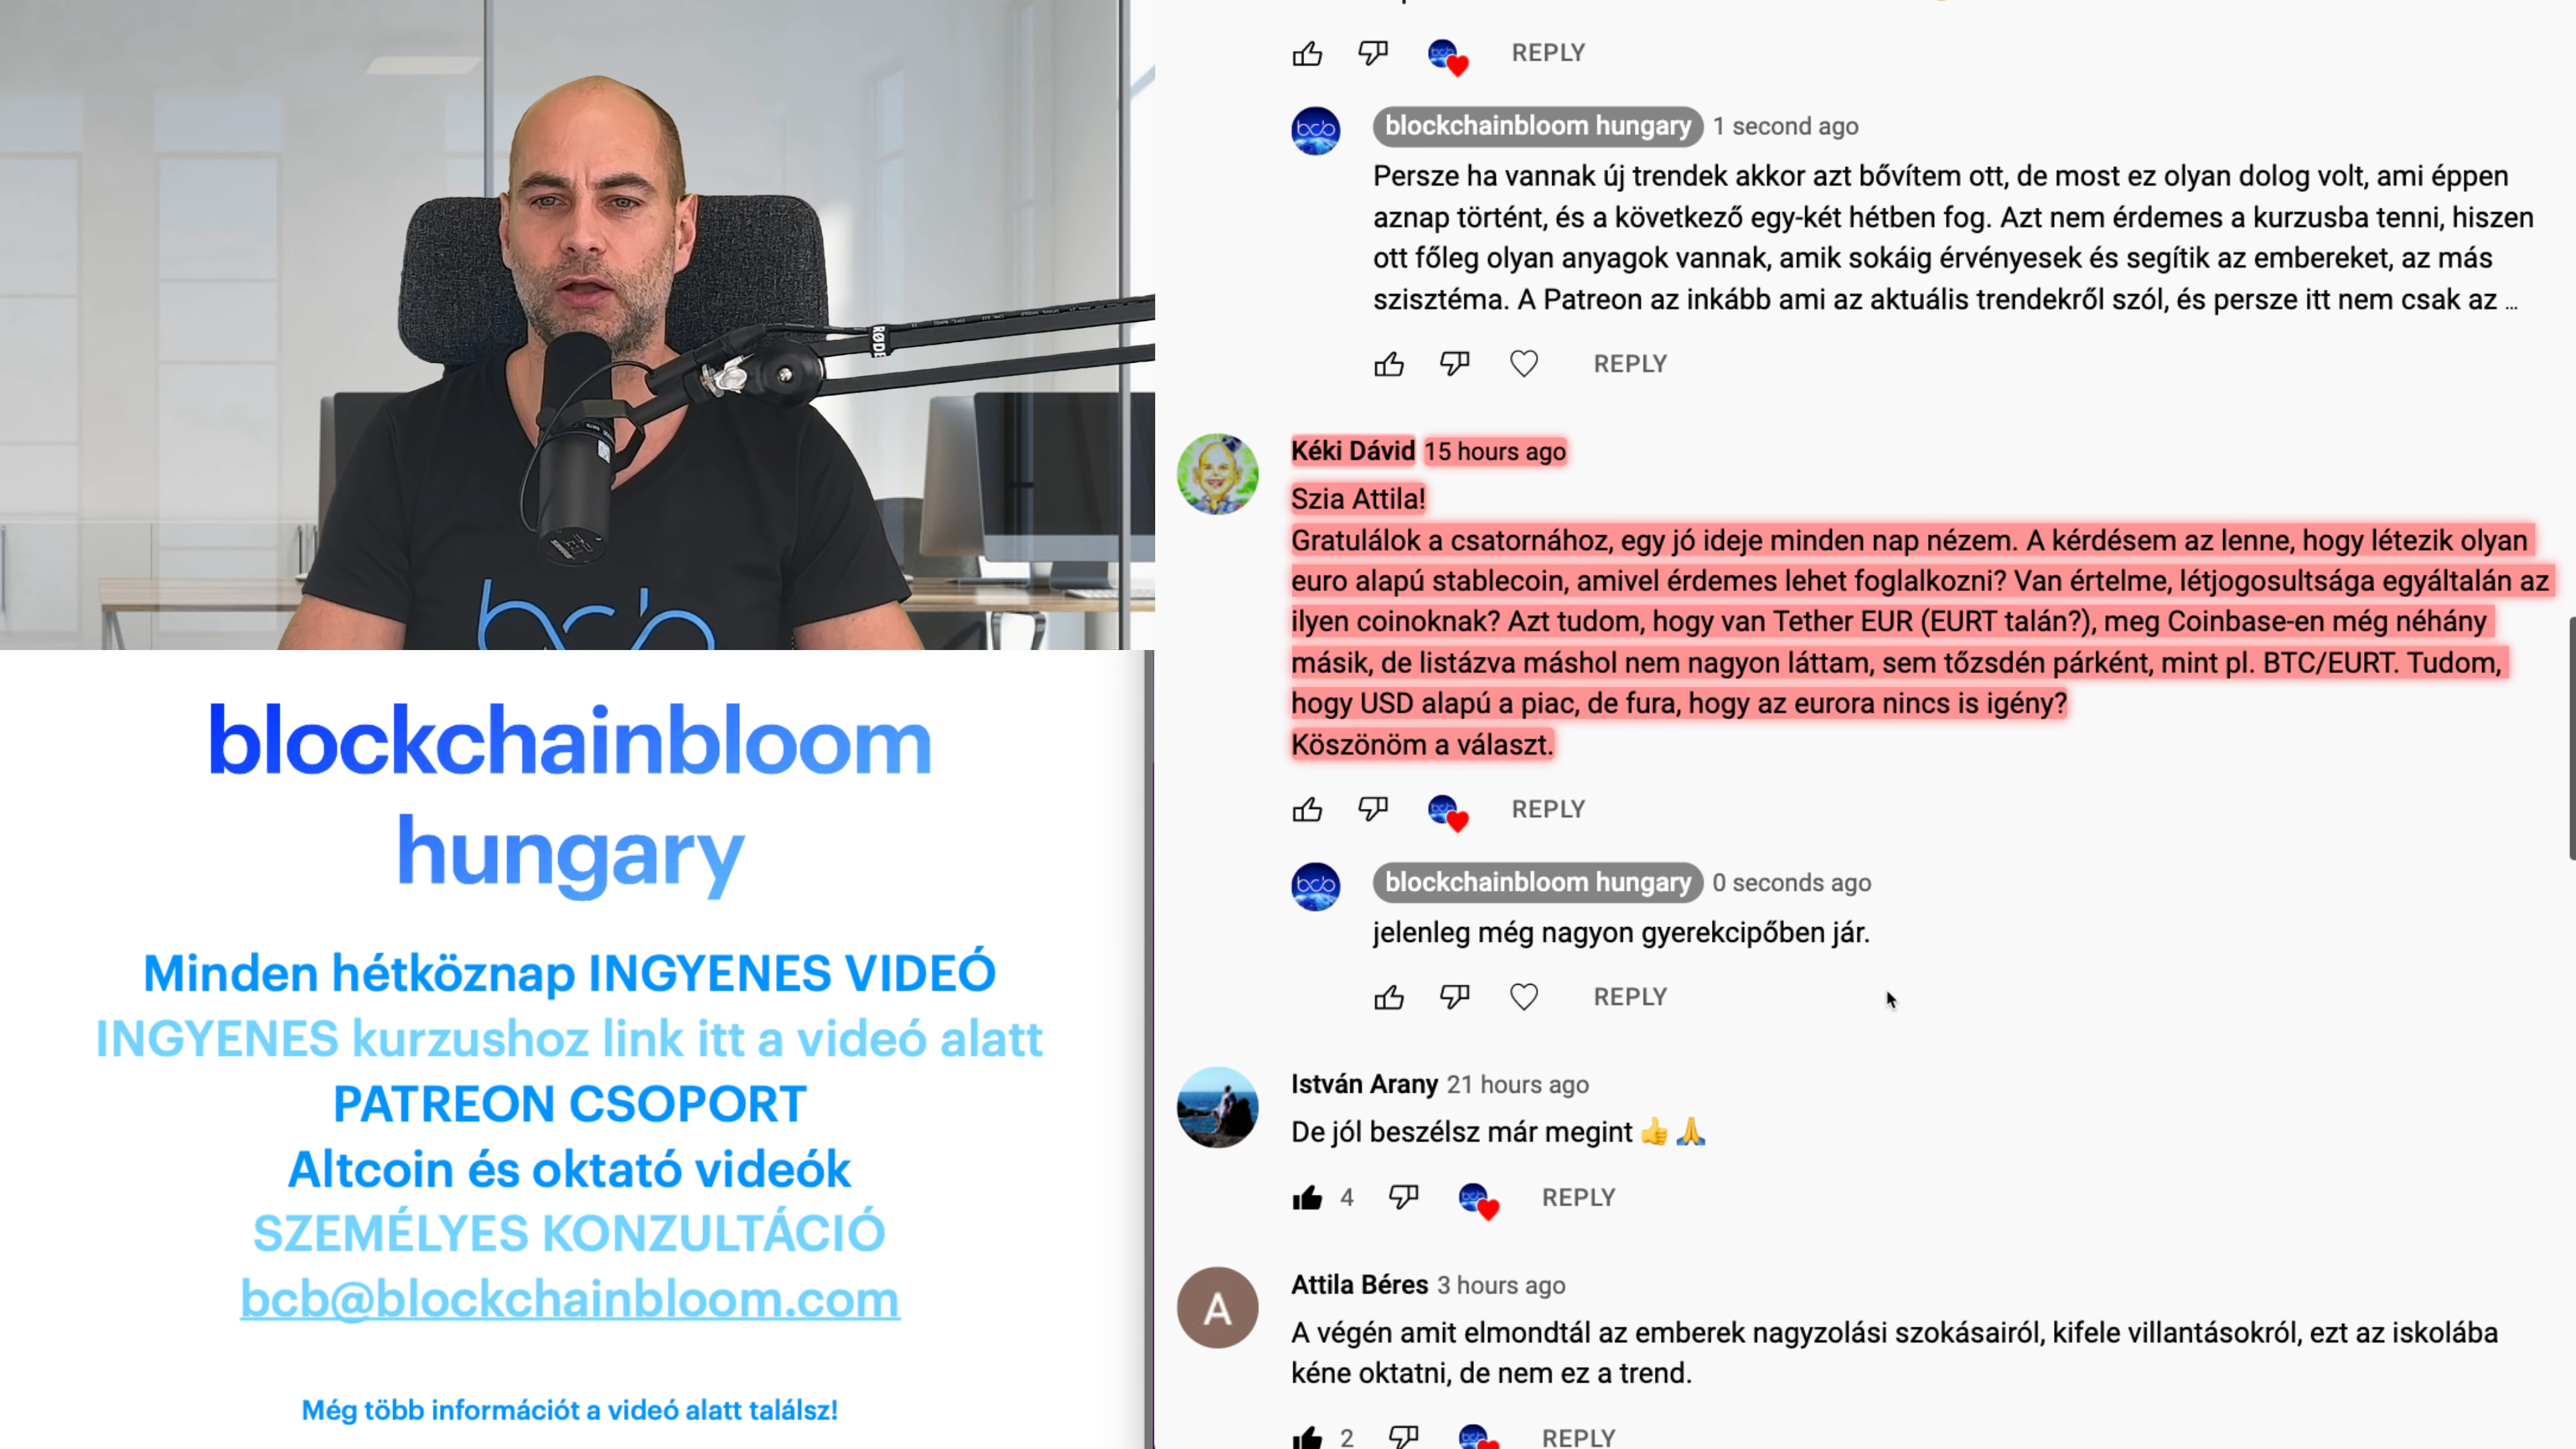 REPLY
blockchainbloom hungary 1 second ago
Persze ha vannak új trendek akkor azt bővítem ott, de most ez olyan dolog volt, ami éppen
aznap történt, és a következő egy-két hétben fog. Azt nem érdemes a kurzusba tenni, hiszen
ott főleg olyan anyagok vannak, amik sokáig érvényesek és segítik az embereket, az más
szisztéma. A Patreon az inkább ami az aktuális trendekről szól, és persze itt nem csak az ...
REPLY
Kéki Dávid 15 hours ago
Szia Attila!
Gratulálok a csatornához, egy jó ideje minden nap nézem. A kérdésem az lenne, hogy létezik olyan
euro alapú stablecoin, amivel érdemes lehet foglalkozni? Van értelme, létjogosultsága egyáltalán az
ilyen coinoknak? Azt tudom, hogy van Tether EUR (EURT talán?), meg Coinbase-en még néhány
másik, de listázva máshol nem nagyon láttam, sem tőzsdén párként, mint pl. BTC/EURT. Tudom,
hogy USD alapú a piac, de fura, hogy az eurora nincs is igény?
Köszönöm a választ.
REPLY
blockchainbloom hungary 0 seconds ago
jelenleg még nagyon gyerekcipőben jár.
REPLY
István Arany 21 hours ago
De jól beszélsz már megint 👍 🙏
4 REPLY
Attila Béres 3 hours ago
A
A végén amit elmondtál az emberek nagyzolási szokásairól, kifele villantásokról, ezt az iskolába
kéne oktatni, de nem ez a trend.
2 REPLY
RØDE
bcb
blockchainbloom
hungary
Minden hétköznap INGYENES VIDEÓ
INGYENES kurzushoz link itt a videó alatt
PATREON CSOPORT
Altcoin és oktató videók
SZEMÉLYES KONZULTÁCIÓ
bcb@blockchainbloom.com
Még több információt a videó alatt találsz!